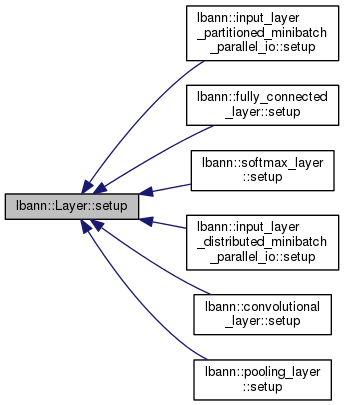 lbann::input_layer
_partitioned_minibatch
_parallel_io::setup
lbann::fully_connected
_layer::setup
lbann::softmax_layer
::setup
lbann::Layer::setup
lbann::input_layer
_distributed_minibatch
_parallel_io::setup
lbann::convolutional
_layer::setup
lbann::pooling_layer
::setup